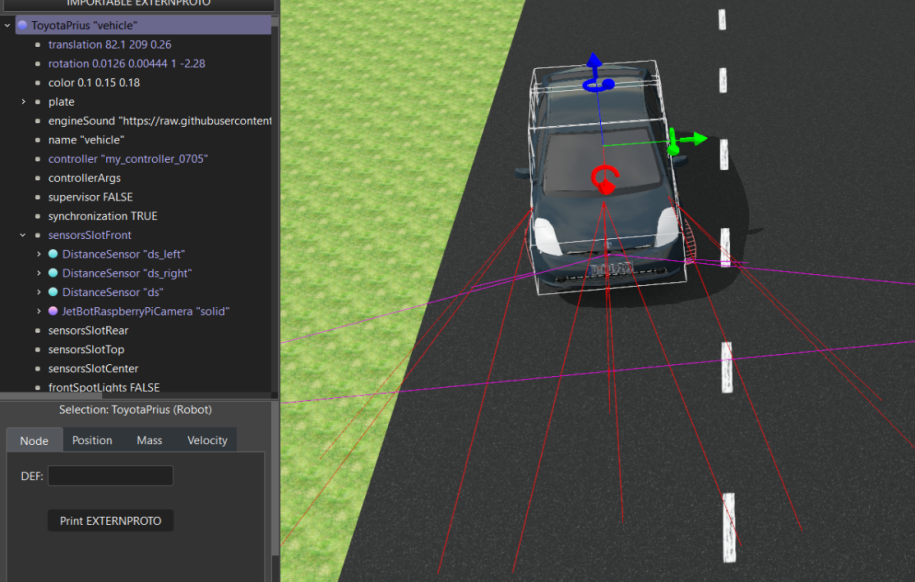 IMPORTABLE EXTERNPROTO
ToyotaPrius "vehicle"
translation 82.1 209 0.26
rotation 0.0126 0.00444 1 -2.28
color 0.1 0.15 0.18
plate
engineSound "https://raw.githubusercontent
name "vehicle"
controller "my_controller_0705"
controllerArgs
supervisor FALSE
synchronization TRUE
sensorsSlotFront
DistanceSensor "ds_left"
DistanceSensor "ds_right"
DistanceSensor "ds"
JetBotRaspberryPiCamera "solid"
sensorsSlotRear
sensorsSlotTop
sensorsSlotCenter
frontSpotLights FALSE
Selection: ToyotaPrius (Robot)
Node Position Mass Velocity
DEF:
Print EXTERNPROTO